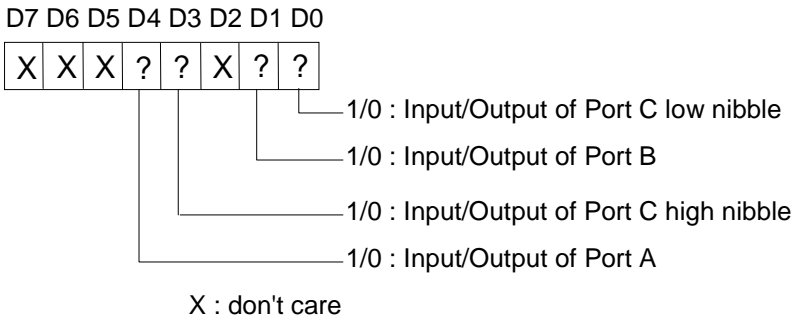 D7 D6 D5 D4 D3 D2 D1 D0
X X X ? ? X ? ?
1/0 : Input/Output of Port C low nibble
1/0 : Input/Output of Port B
1/0 : Input/Output of Port C high nibble
1/0 : Input/Output of Port A
X : don't care